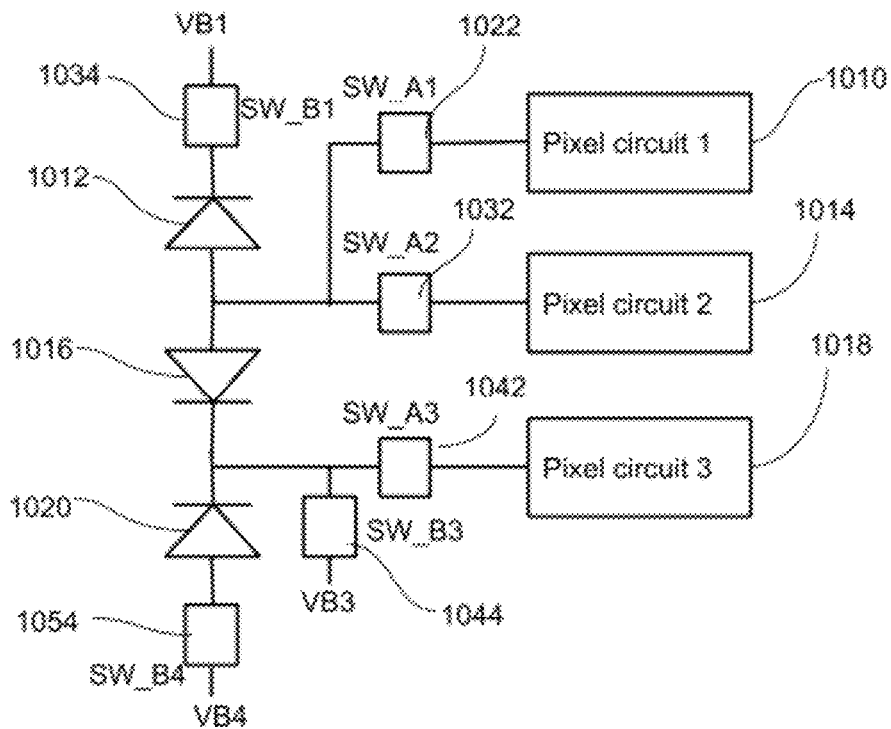 VB1
1022
1034
SW_B1
SW_A1
1010
Pixel circuit 1
1012
1032
1014
SW_A2
Pixel circuit 2
1016
1018
SW_A3
1042
Pixel circuit 3
1020
SW_B3
VB3
1044
1054
SW_B4
VB4